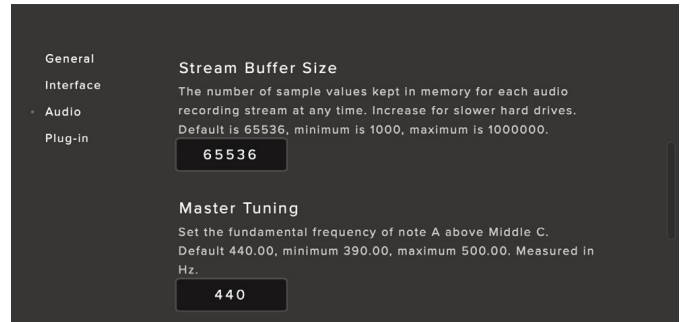 General
Interface
Audio
Plug-in
Stream Buffer Size
The number of sample values kept in memory for each audio
recording stream at any time. Increase for slower hard drives.
Default is 65536, minimum is 1000, maximum is 1000000.
65536
Master Tuning
Set the fundamental frequency of note A above Middle C.
Default 440.00, minimum 390.00, maximum 500.00. Measured in
Hz.
440